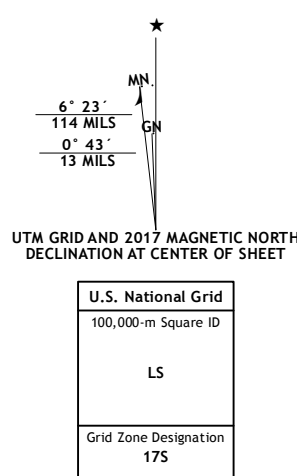 MN
6° 23´
114 MILS
GN
0° 43´
13 MILS
UTM GRID AND 2017 MAGNETIC NORTH
DECLINATION AT CENTER OF SHEET
U.S. National Grid
100,000-m Square ID
LS
Grid Zone Designation
17S